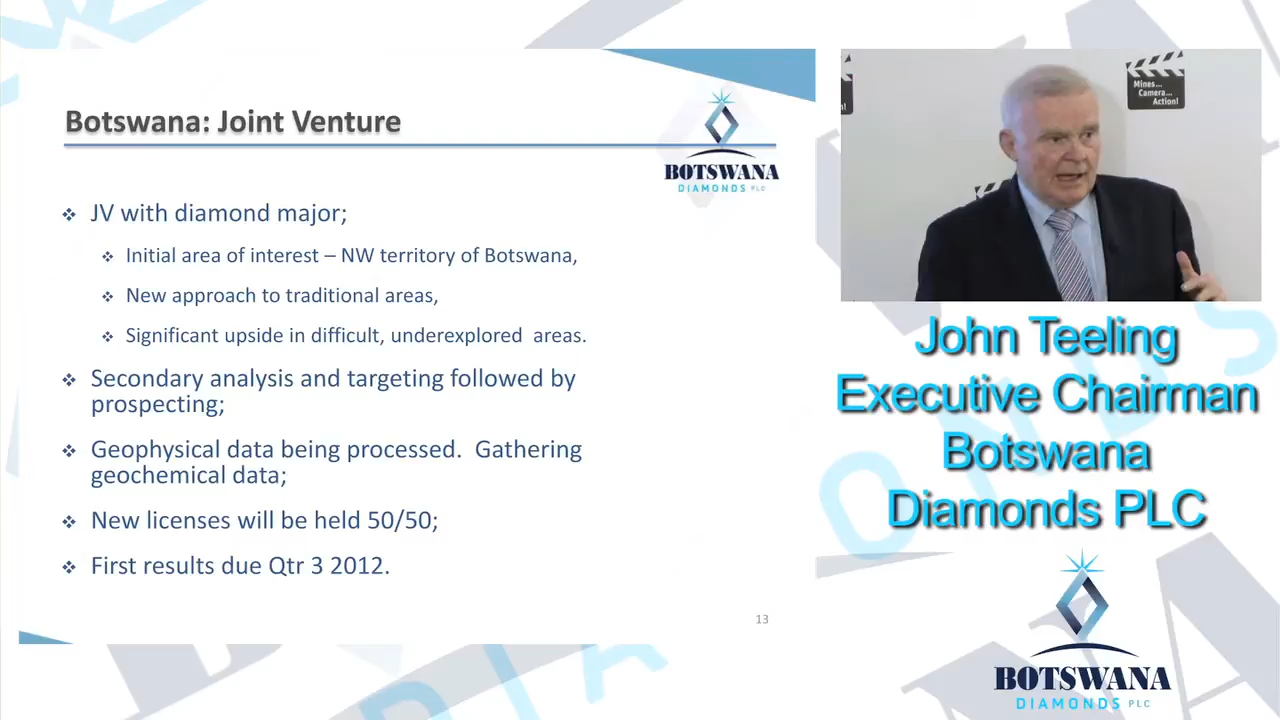 Botswana: Joint Venture
BOTSWANA
DIAMONDS PLC
❖ JV with diamond major;
❖ Initial area of interest – NW territory of Botswana,
❖ New approach to traditional areas,
❖ Significant upside in difficult, underexplored areas.
❖ Secondary analysis and targeting followed by
prospecting;
❖ Geophysical data being processed. Gathering
geochemical data;
❖ New licenses will be held 50/50;
❖ First results due Qtr 3 2012.
13
Mines...
Camera...
Action!
John Teeling
Executive Chairman
Botswana
Diamonds PLC
BOTSWANA
DIAMONDS PLC